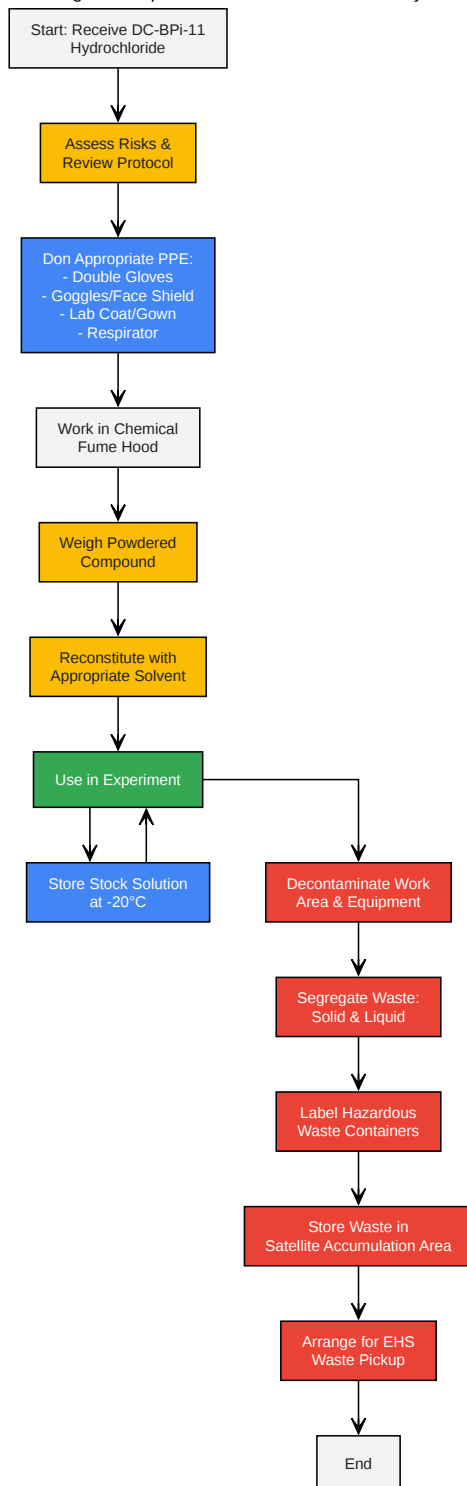 Start: Receive DC-BPi-11
Hydrochloride
Assess Risks &
Review Protocol
Don Appropriate PPE:
- Double Gloves
- Goggles/Face Shield
- Lab Coat/Gown
- Respirator
Work in Chemical
Fume Hood
Weigh Powdered
Compound
Reconstitute with
Appropriate Solvent
Use in Experiment
Store Stock Solution
at -20°C
Decontaminate Work
Area & Equipment
Segregate Waste:
Solid & Liquid
Label Hazardous
Waste Containers
Store Waste in
Satellite Accumulation Area
Arrange for EHS
Waste Pickup
End